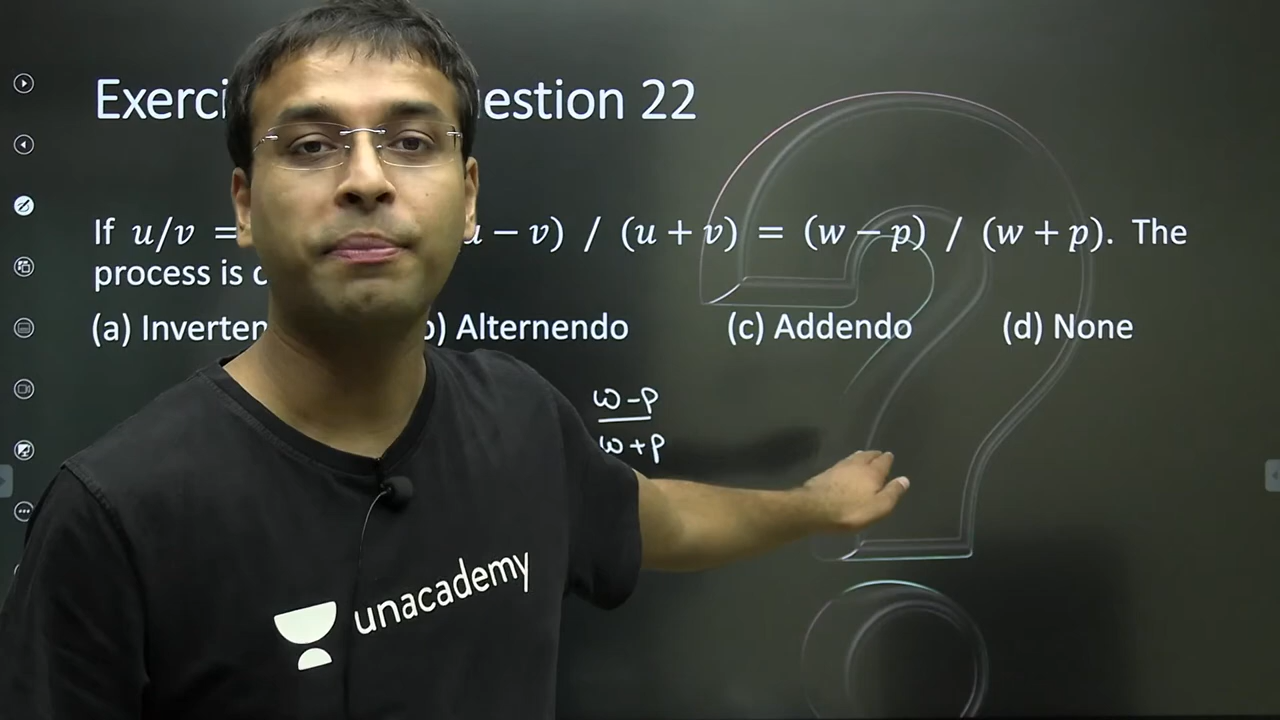 Exerci estion 22
If u/v = − v) / (u + v) = (w − p) / (w + p). The
process is
(a) Inverten b) Alternendo (c) Addendo (d) None
w-p
w+p
unacademy